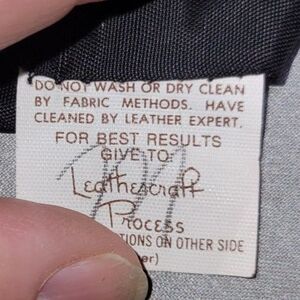 DO NOT WASH OR DRY CLEAN
BY FABRIC METHODS. HAVE
CLEANED BY LEATHER EXPERT.
FOR BEST RESULTS
GIVE TO:
Leathercraft
Process
TIONS ON OTHER SIDE
er)